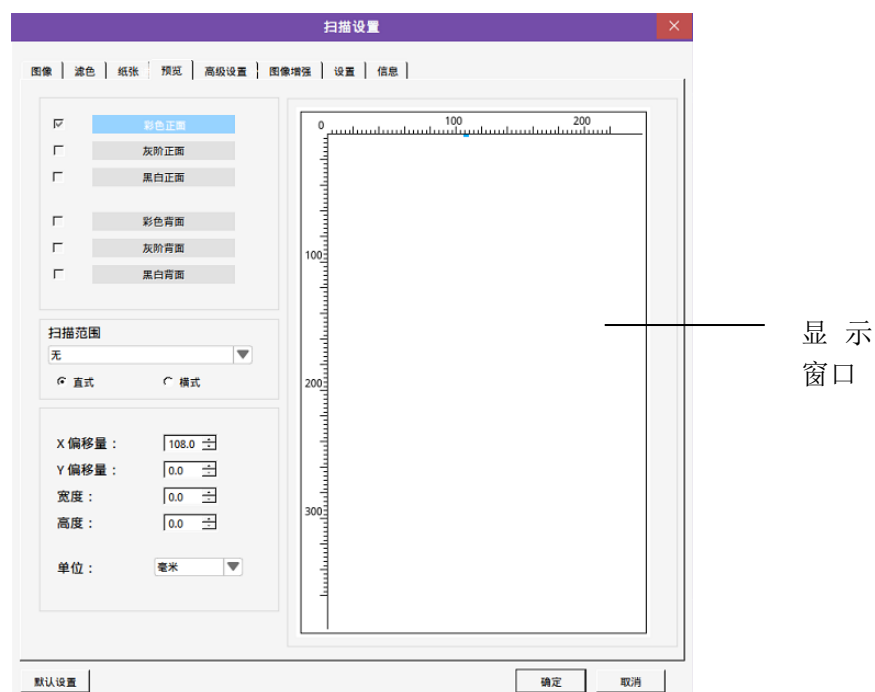 扫描设置
图像 滤色 纸张 预览 高级设置 图像增强 设置 信息
彩色正面
灰阶正面
黑白正面
彩色背面
灰阶背面
黑白背面
扫描范围
无
直式 横式
X 偏移量： 108.0
Y 偏移量： 0.0
宽度： 0.0
高度： 0.0
单位： 毫米
0 100 200
100
200
300
显 示
窗口
默认设置 确定 取消